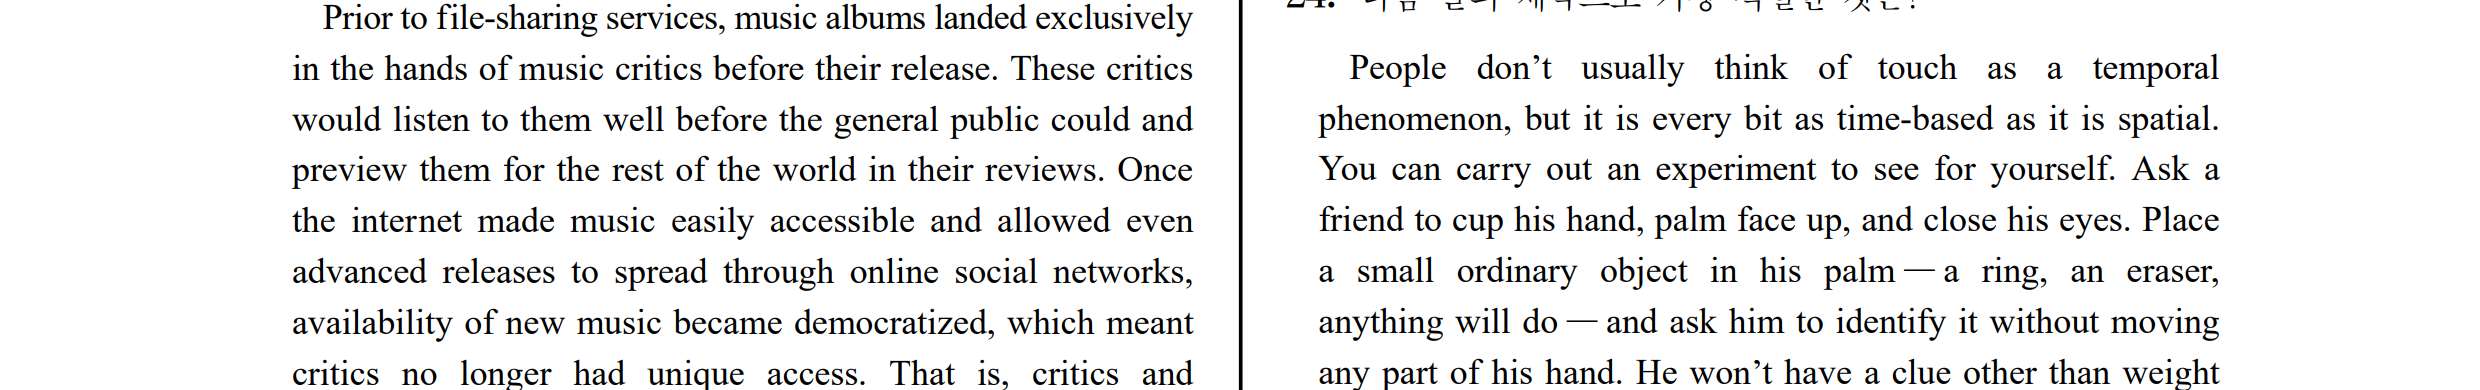 Prior to file-sharing services, music albums landed exclusively
in the hands of music critics before their release. These critics
would listen to them well before the general public could and
preview them for the rest of the world in their reviews. Once
the internet made music easily accessible and allowed even
advanced releases to spread through online social networks,
availability of new music became democratized, which meant
critics no longer had unique access. That is, critics and
24.
People don’t usually think of touch as a temporal
phenomenon, but it is every bit as time-based as it is spatial.
You can carry out an experiment to see for yourself. Ask a
friend to cup his hand, palm face up, and close his eyes. Place
a small ordinary object in his palm — a ring, an eraser,
anything will do — and ask him to identify it without moving
any part of his hand. He won’t have a clue other than weight